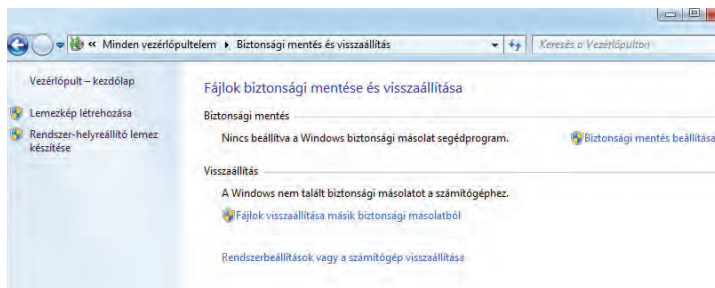 « Minden vezérlőpultelem ▸ Biztonsági mentés és visszaállítás
Keresés a Vezérlőpulton
Vezérlőpult – kezdőlap
Lemezkép létrehozása
Rendszer-helyreállító lemez
készítése
Fájlok biztonsági mentése és visszaállítása
Biztonsági mentés
Nincs beállítva a Windows biztonsági másolat segédprogram.
Biztonsági mentés beállítása
Visszaállítás
A Windows nem talált biztonsági másolatot a számítógéphez.
Fájlok visszaállítása másik biztonsági másolatból
Rendszerbeállítások vagy a számítógép visszaállítása